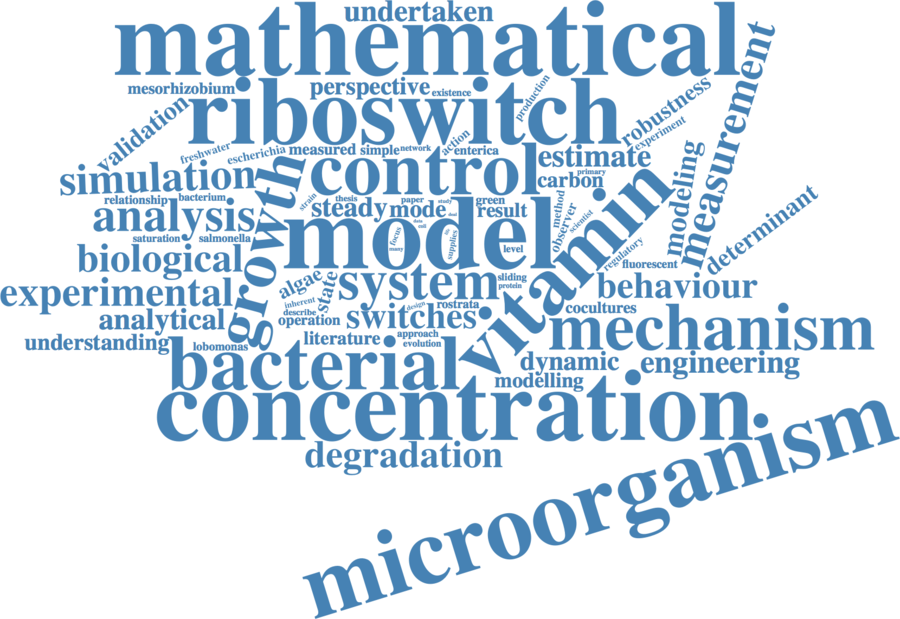 undertaken
mathematical
mesorhizobium
perspective
existence
production
riboswitch
validation
robustness
measurement
experiment
freshwater
escherichia
measured
simple
network
action
enterica
control
estimate
simulation
growth
primary
carbon
relationship
bacterium
strain
thesis
paper
study
green
method
observer
scientist
modeling
analysis
steady
mode
result
vitamin
determinant
saturation
salmonella
model
focus
data
dual
supplies
level
regulatory
biological
algae
state
system
sliding
protein
fluorescent
behaviour
experimental
inherent
describe
design
rostrata
cocultures
analytical
operation
switches
mechanism
understanding
lobomonas
literature
approach
evolution
bacterial
dynamic
engineering
modelling
concentration
degradation
microorganism